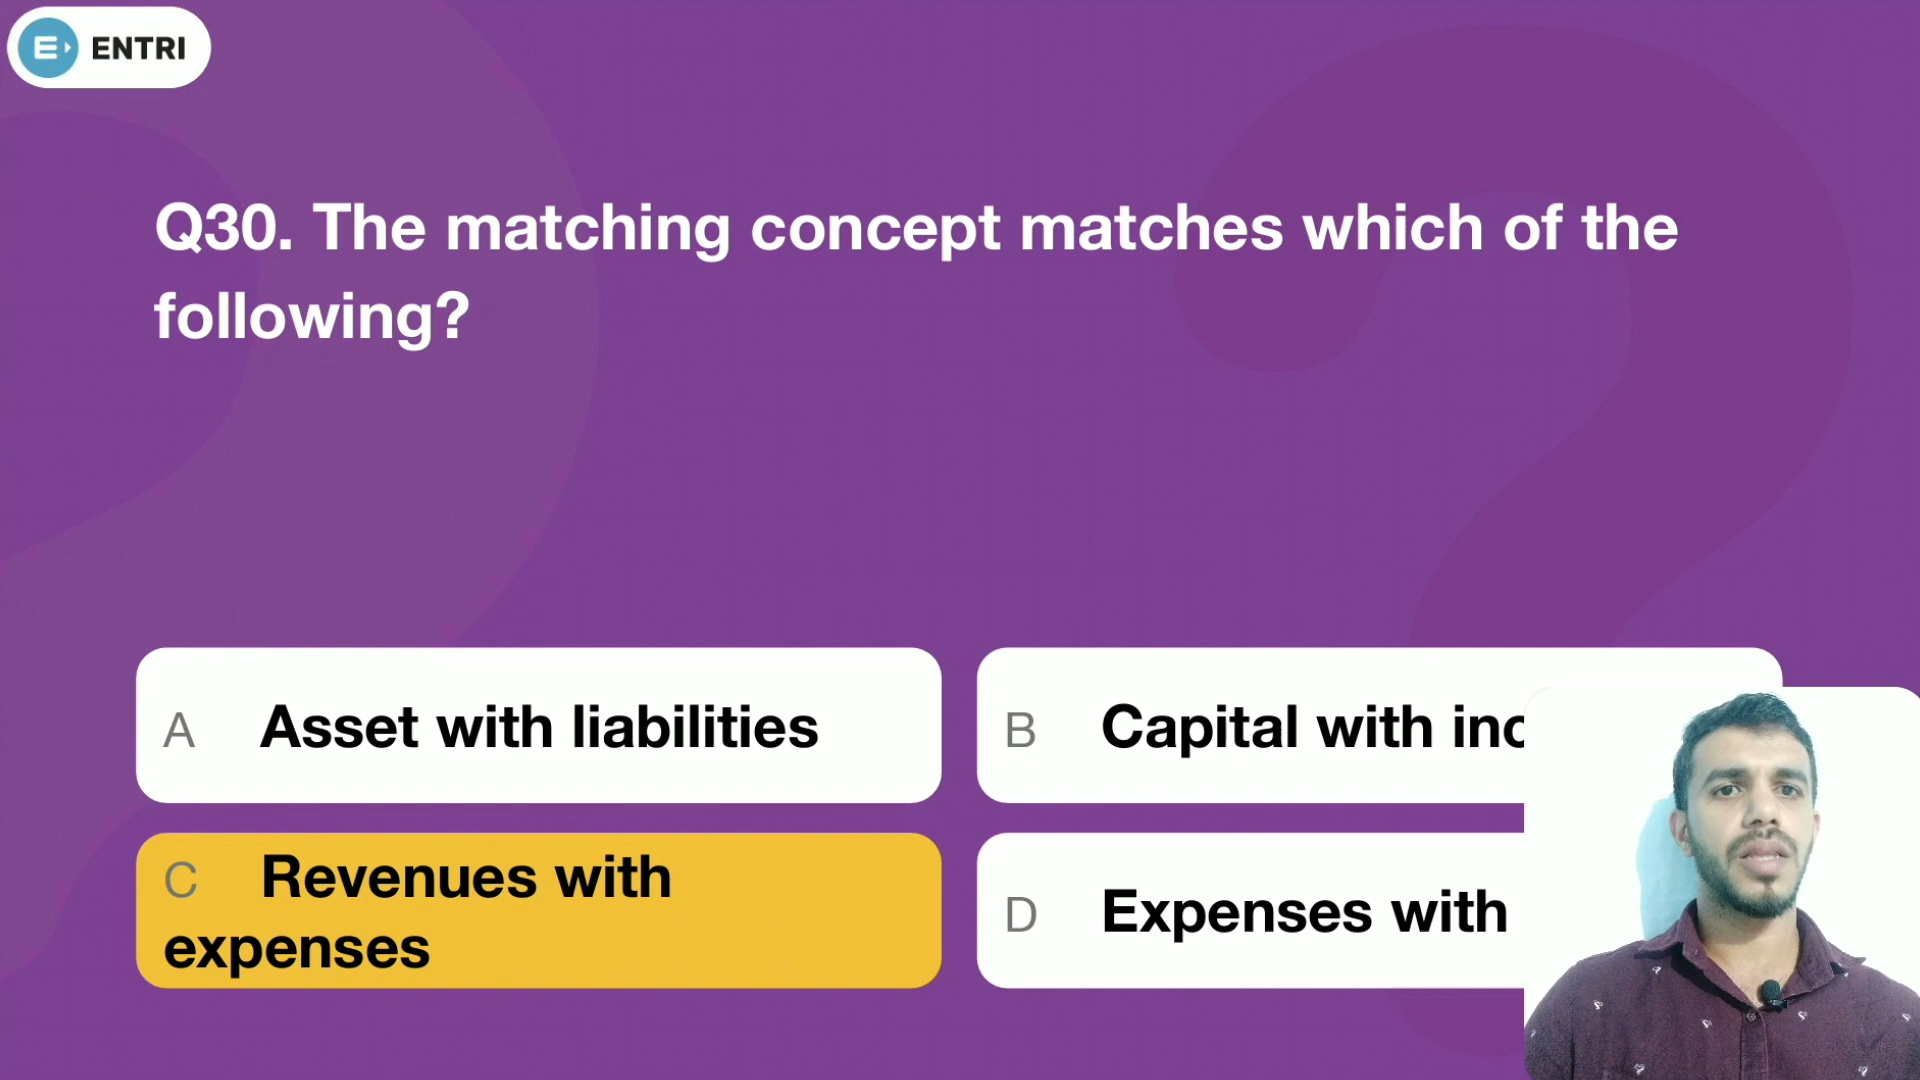 ENTRI
Q30. The matching concept matches which of the
following?
A Asset with liabilities
B Capital with
C Revenues with
expenses
D Expenses with